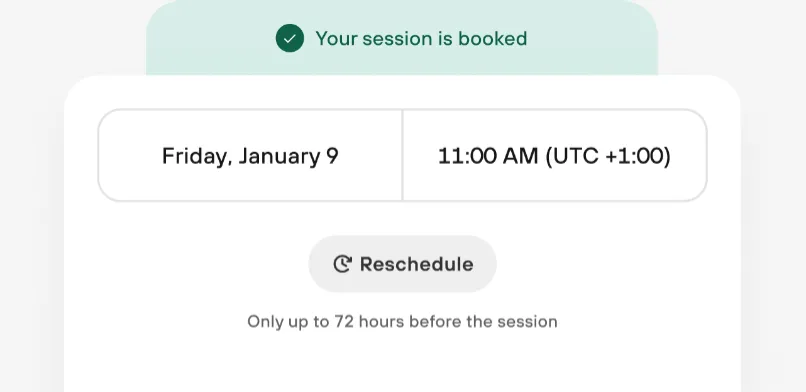 Your session is booked
Friday, January 9
11:00 AM (UTC +1:00)
Reschedule
Only up to 72 hours before the session